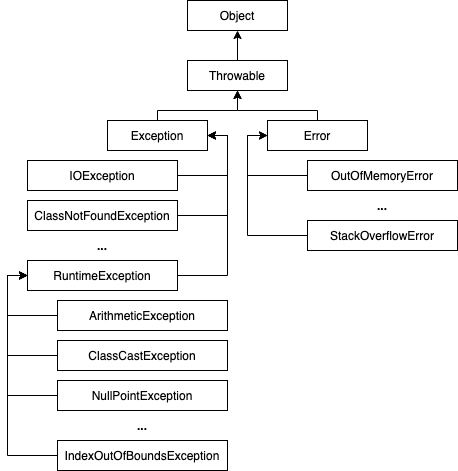 Object
Throwable
Exception
Error
IOException
OutOfMemoryError
ClassNotFoundException
...
...
StackOverflowError
RuntimeException
ArithmeticException
ClassCastException
NullPointException
...
IndexOutOfBoundsException